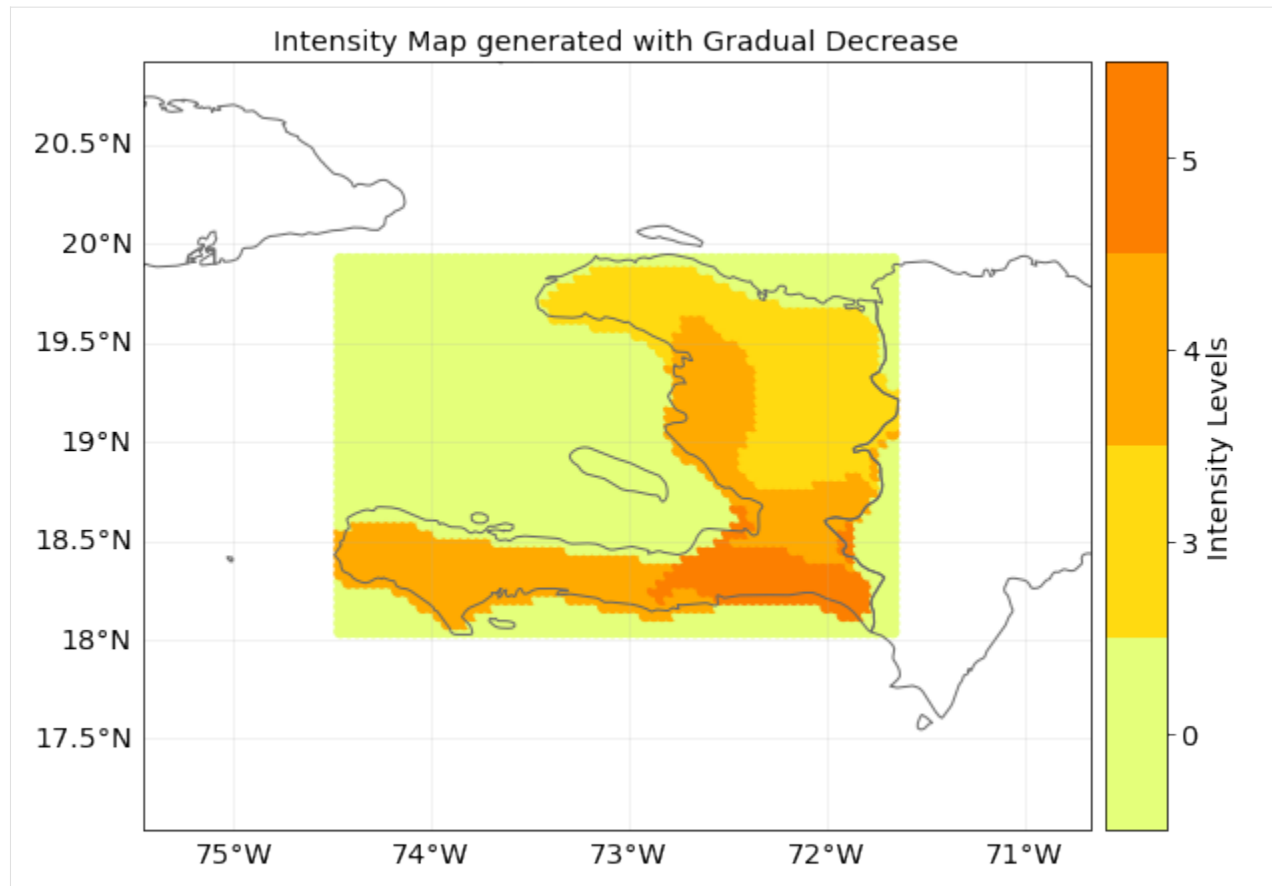 Intensity Map generated with Gradual Decrease
20.5°N
20°N
19.5°N
19°N
18.5°N
18°N
17.5°N
75°W
74°W
73°W
72°W
71°W
5
4
3
0
Intensity Levels